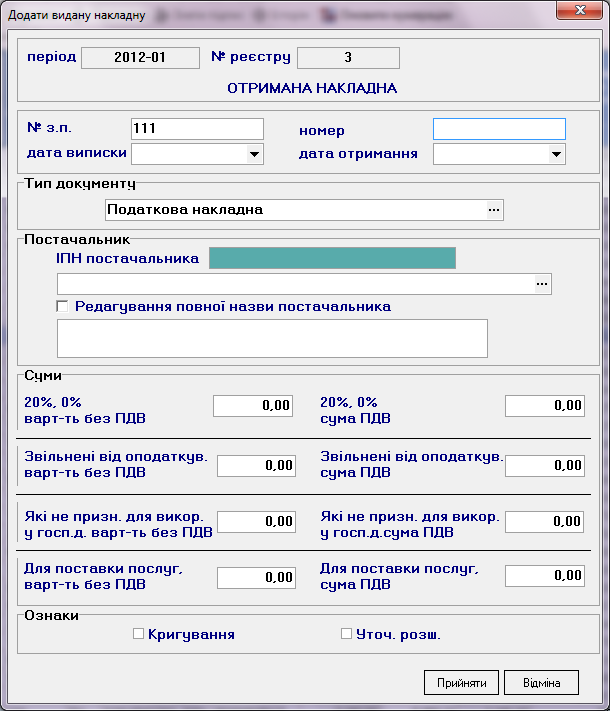 Додати видану накладну
період 2012-01 № реєстру 3
ОТРИМАНА НАКЛАДНА
№ з.п. 111 номер
дата виписки дата отримання
Тип документу
Податкова накладна ...
Постачальник
ІПН постачальника
...
Редагування повної назви постачальника
Суми
20%, 0% 0,00 20%, 0% 0,00
варт-ть без ПДВ сума ПДВ
Звільнені від оподаткув. 0,00 Звільнені від оподаткув. 0,00
варт-ть без ПДВ сума ПДВ
Які не призн. для викор. 0,00 Які не призн. для викор. 0,00
у госп.д. варт-ть без ПДВ у госп.д.сума ПДВ
Для поставки послуг, 0,00 Для поставки послуг, 0,00
варт-ть без ПДВ сума ПДВ
Ознаки
Кригування Уточ. розш.
Прийняти Відміна